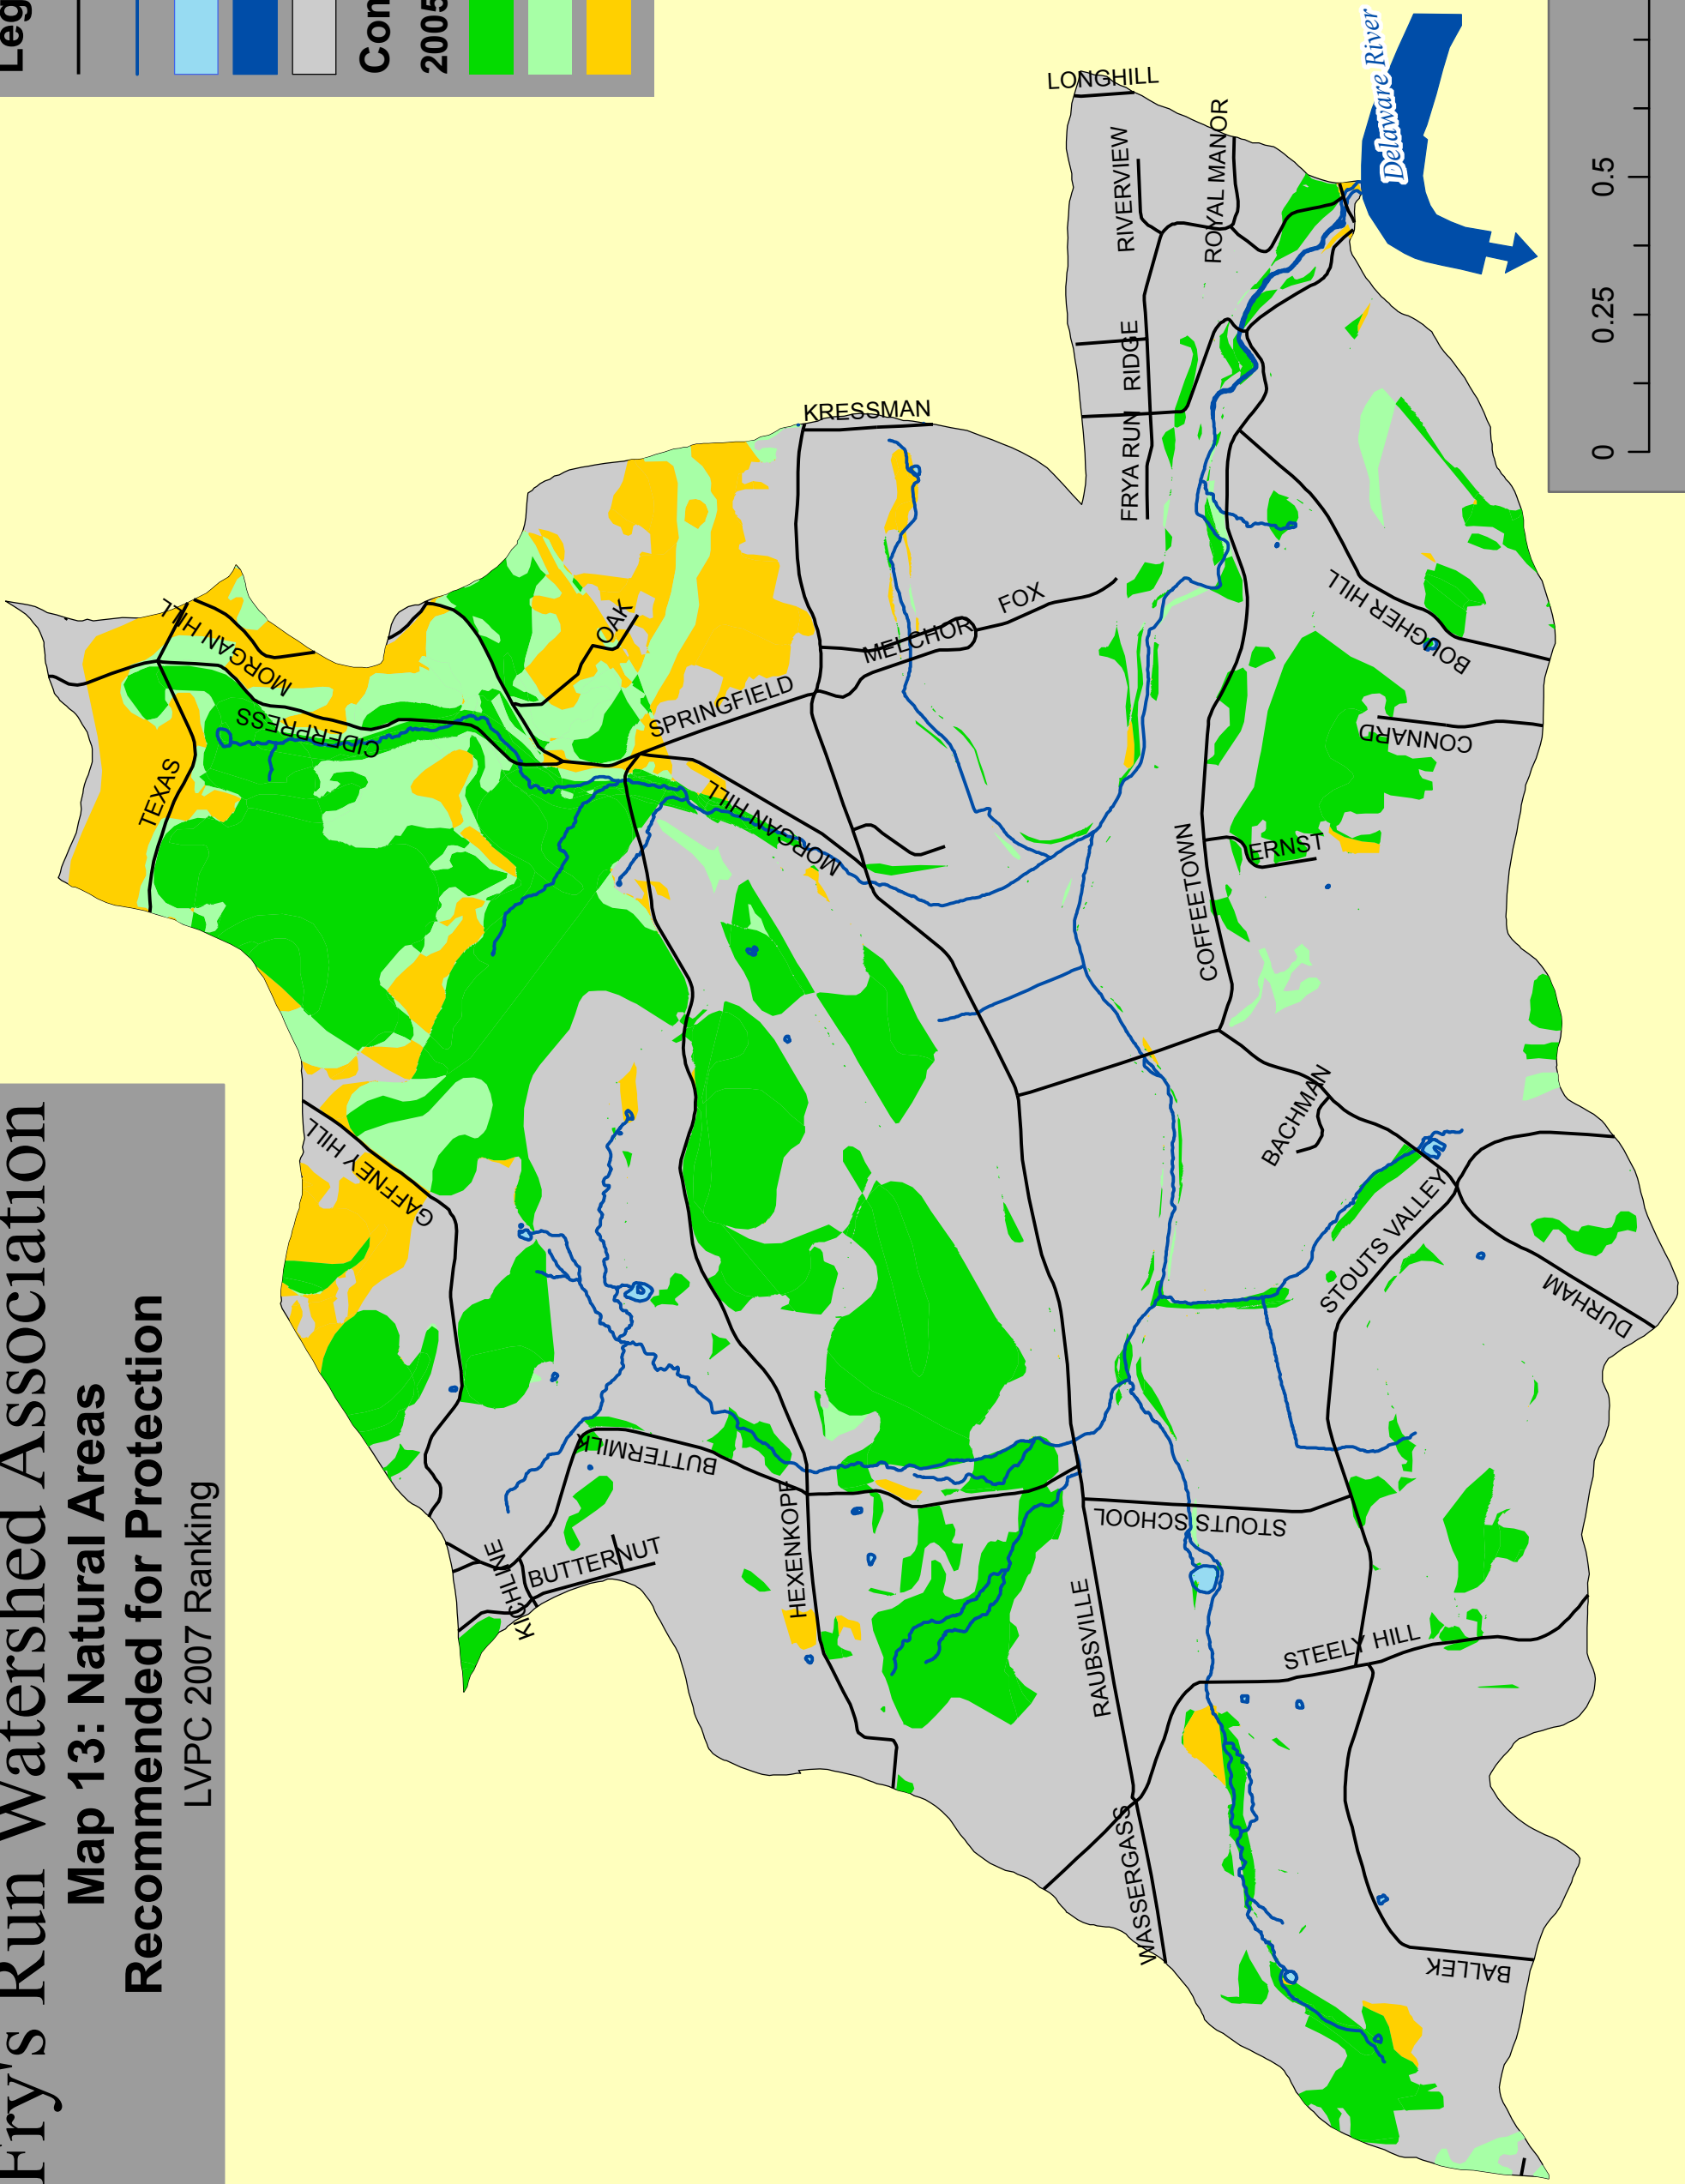 Fry's Run Watershed Association
Map 13: Natural Areas
Recommended for Protection
LVPC 2007 Ranking
Leg
Con
2005
TEXAS
MORGAN HILL
CIDERPRESS
OAK
SPRINGFIELD
MORGAN HILL
KRESSMAN
MELCHOR
FOX
LONGHILL
RIVERVIEW
ROYAL MANOR
RIDGE
FRYA RUN
Delaware River
BOUGHER HILL
CONNARD
ERNST
COFFEETOWN
BACHMAN
STOUTS VALLEY
DURHAM
GAFFNEY HILL
BUTTERMILK
BUTTERNUT
KICHLINE
HEXENKOPF
STOUTS SCHOOL
RAUBSVILLE
STEELY HILL
WASSERGASS
BALLEK
0
0.25
0.5